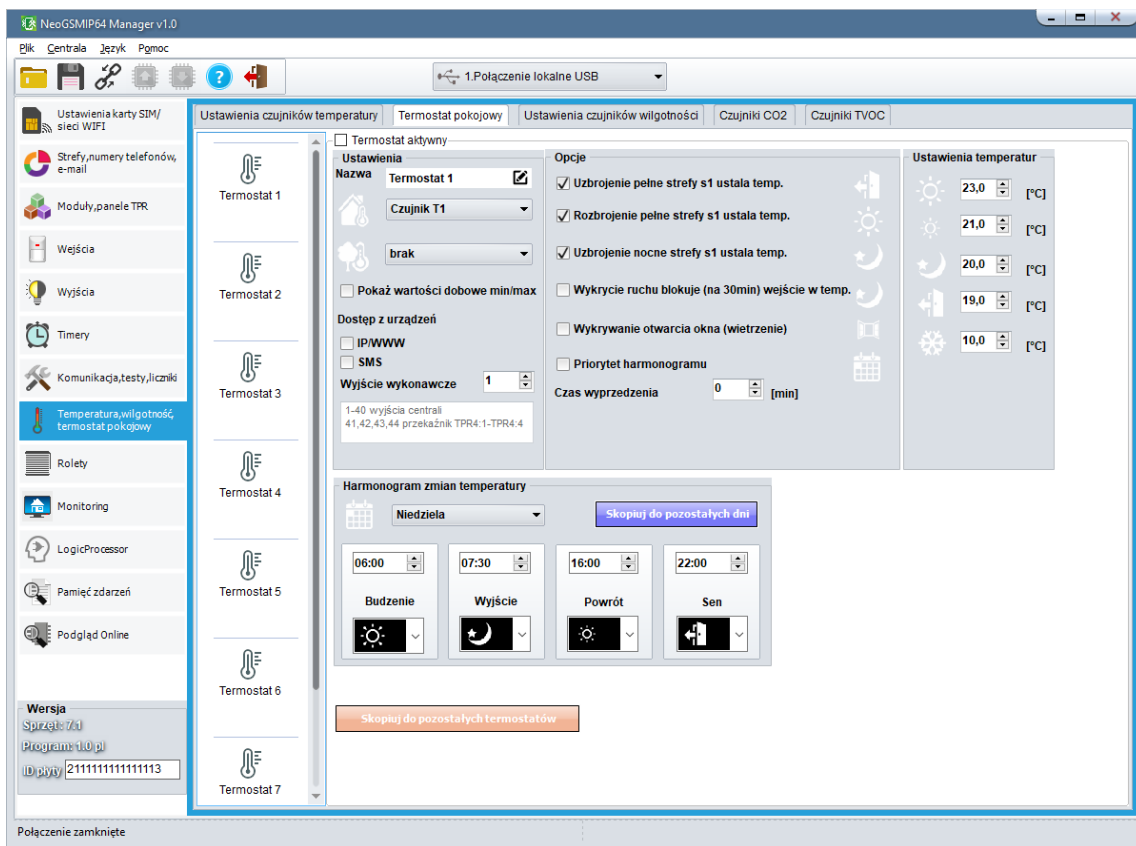 NeoGSMIP64 Manager v1.0
Plik Centrala Język Pomoc
1.Połączenie lokalne USB
Ustawienia karty SIM/
sieci WIFI
Strefy,numery telefonów,
e-mail
Moduły,panele TPR
Wejścia
Wyjścia
Timery
Komunikacja,testy,liczniki
Temperatura,wilgotność,
termostat pokojowy
Rolety
Monitoring
LogicProcessor
Pamięć zdarzeń
Podgląd Online
Wersja
Sprzęt: 7.1
Program: 1.0 pl
ID płyty 2111111111111113
Ustawienia czujników temperatury Termostat pokojowy Ustawienia czujników wilgotności Czujniki CO2 Czujniki TVOC
Termostat 1
Termostat 2
Termostat 3
Termostat 4
Termostat 5
Termostat 6
Termostat 7
Termostat aktywny
Ustawienia
Nazwa Termostat 1
Czujnik T1
brak
Pokaż wartości dobowe min/max
Dostęp z urządzeń
IP/WWW
SMS
Wyjście wykonawcze 1
1-40 wyjścia centrali
41,42,43,44 przekaźnik TPR4:1-TPR4:4
Opcje
Uzbrojenie pełne strefy s1 ustala temp.
Rozbrojenie pełne strefy s1 ustala temp.
Uzbrojenie nocne strefy s1 ustala temp.
Wykrycie ruchu blokuje (na 30min) wejście w temp.
Wykrywanie otwarcia okna (wietrzenie)
Priorytet harmonogramu
Czas wyprzedzenia 0 [min]
Ustawienia temperatur
23,0 [°C]
21,0 [°C]
20,0 [°C]
19,0 [°C]
10,0 [°C]
Harmonogram zmian temperatury
Niedziela Skopiuj do pozostałych dni
06:00 07:30 16:00 22:00
Budzenie Wyjście Powrót Sen
Skopiuj do pozostałych termostatów
Połączenie zamknięte